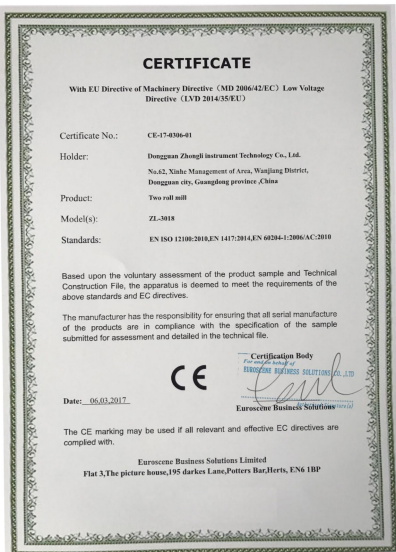 CERTIFICATE
With EU Directive of Machinery Directive (MD 2006/42/EC) Low Voltage
Directive (LVD 2014/35/EU)
Certificate No.: CE-17-0306-01
Holder: Dongguan Zhongli instrument Technology Co., Ltd.
No.62, Xinhe Management of Area, Wanjiang District,
Dongguan city, Guangdong province ,China
Product: Two roll mill
Model(s): ZL-3018
Standards: EN ISO 12100:2010,EN 1417:2014,EN 60204-1:2006/AC:2010
Based upon the voluntary assessment of the product sample and Technical
Construction File, the apparatus is deemed to meet the requirements of the
above standards and EC directives.
The manufacturer has the responsibility for ensuring that all serial manufacture
of the products are in compliance with the specification of the sample
submitted for assessment and detailed in the technical file.
Certification Body
For and on behalf of
EUROSCENE BUSINESS SOLUTIONS CO.,LTD
CE
Date: 06.03.2017
Euroscene Business Solutions
The CE marking may be used if all relevant and effective EC directives are
complied with.
Euroscene Business Solutions Limited
Flat 3,The picture house,195 darkes Lane,Potters Bar,Herts, EN6 1BP